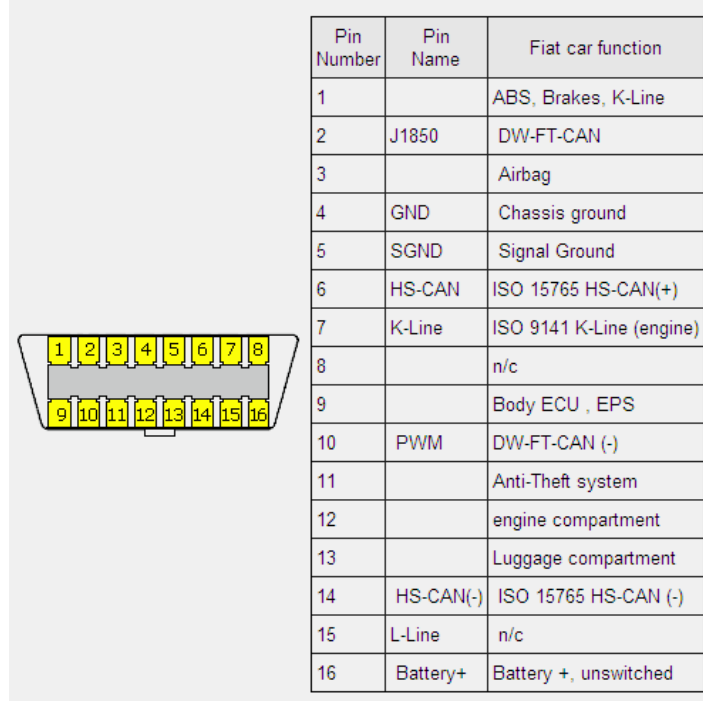 Pin Number Pin Name Fiat car function
1 ABS, Brakes, K-Line
2 J1850 DW-FT-CAN
3 Airbag
4 GND Chassis ground
5 SGND Signal Ground
6 HS-CAN ISO 15765 HS-CAN(+)
7 K-Line ISO 9141 K-Line (engine)
8 n/c
9 Body ECU , EPS
10 PWM DW-FT-CAN (-)
11 Anti-Theft system
12 engine compartment
13 Luggage compartment
14 HS-CAN(-) ISO 15765 HS-CAN (-)
15 L-Line n/c
16 Battery+ Battery +, unswitched
1 2 3 4 5 6 7 8
9 10 11 12 13 14 15 16